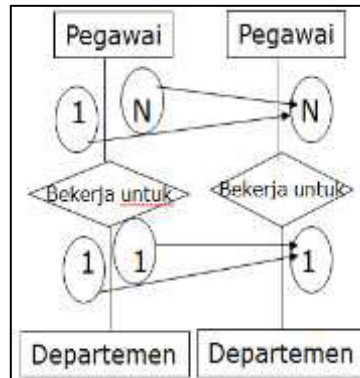 Pegawai Pegawai
1 N N
Bekerja untuk Bekerja untuk
1 1 1
Departemen Departemen